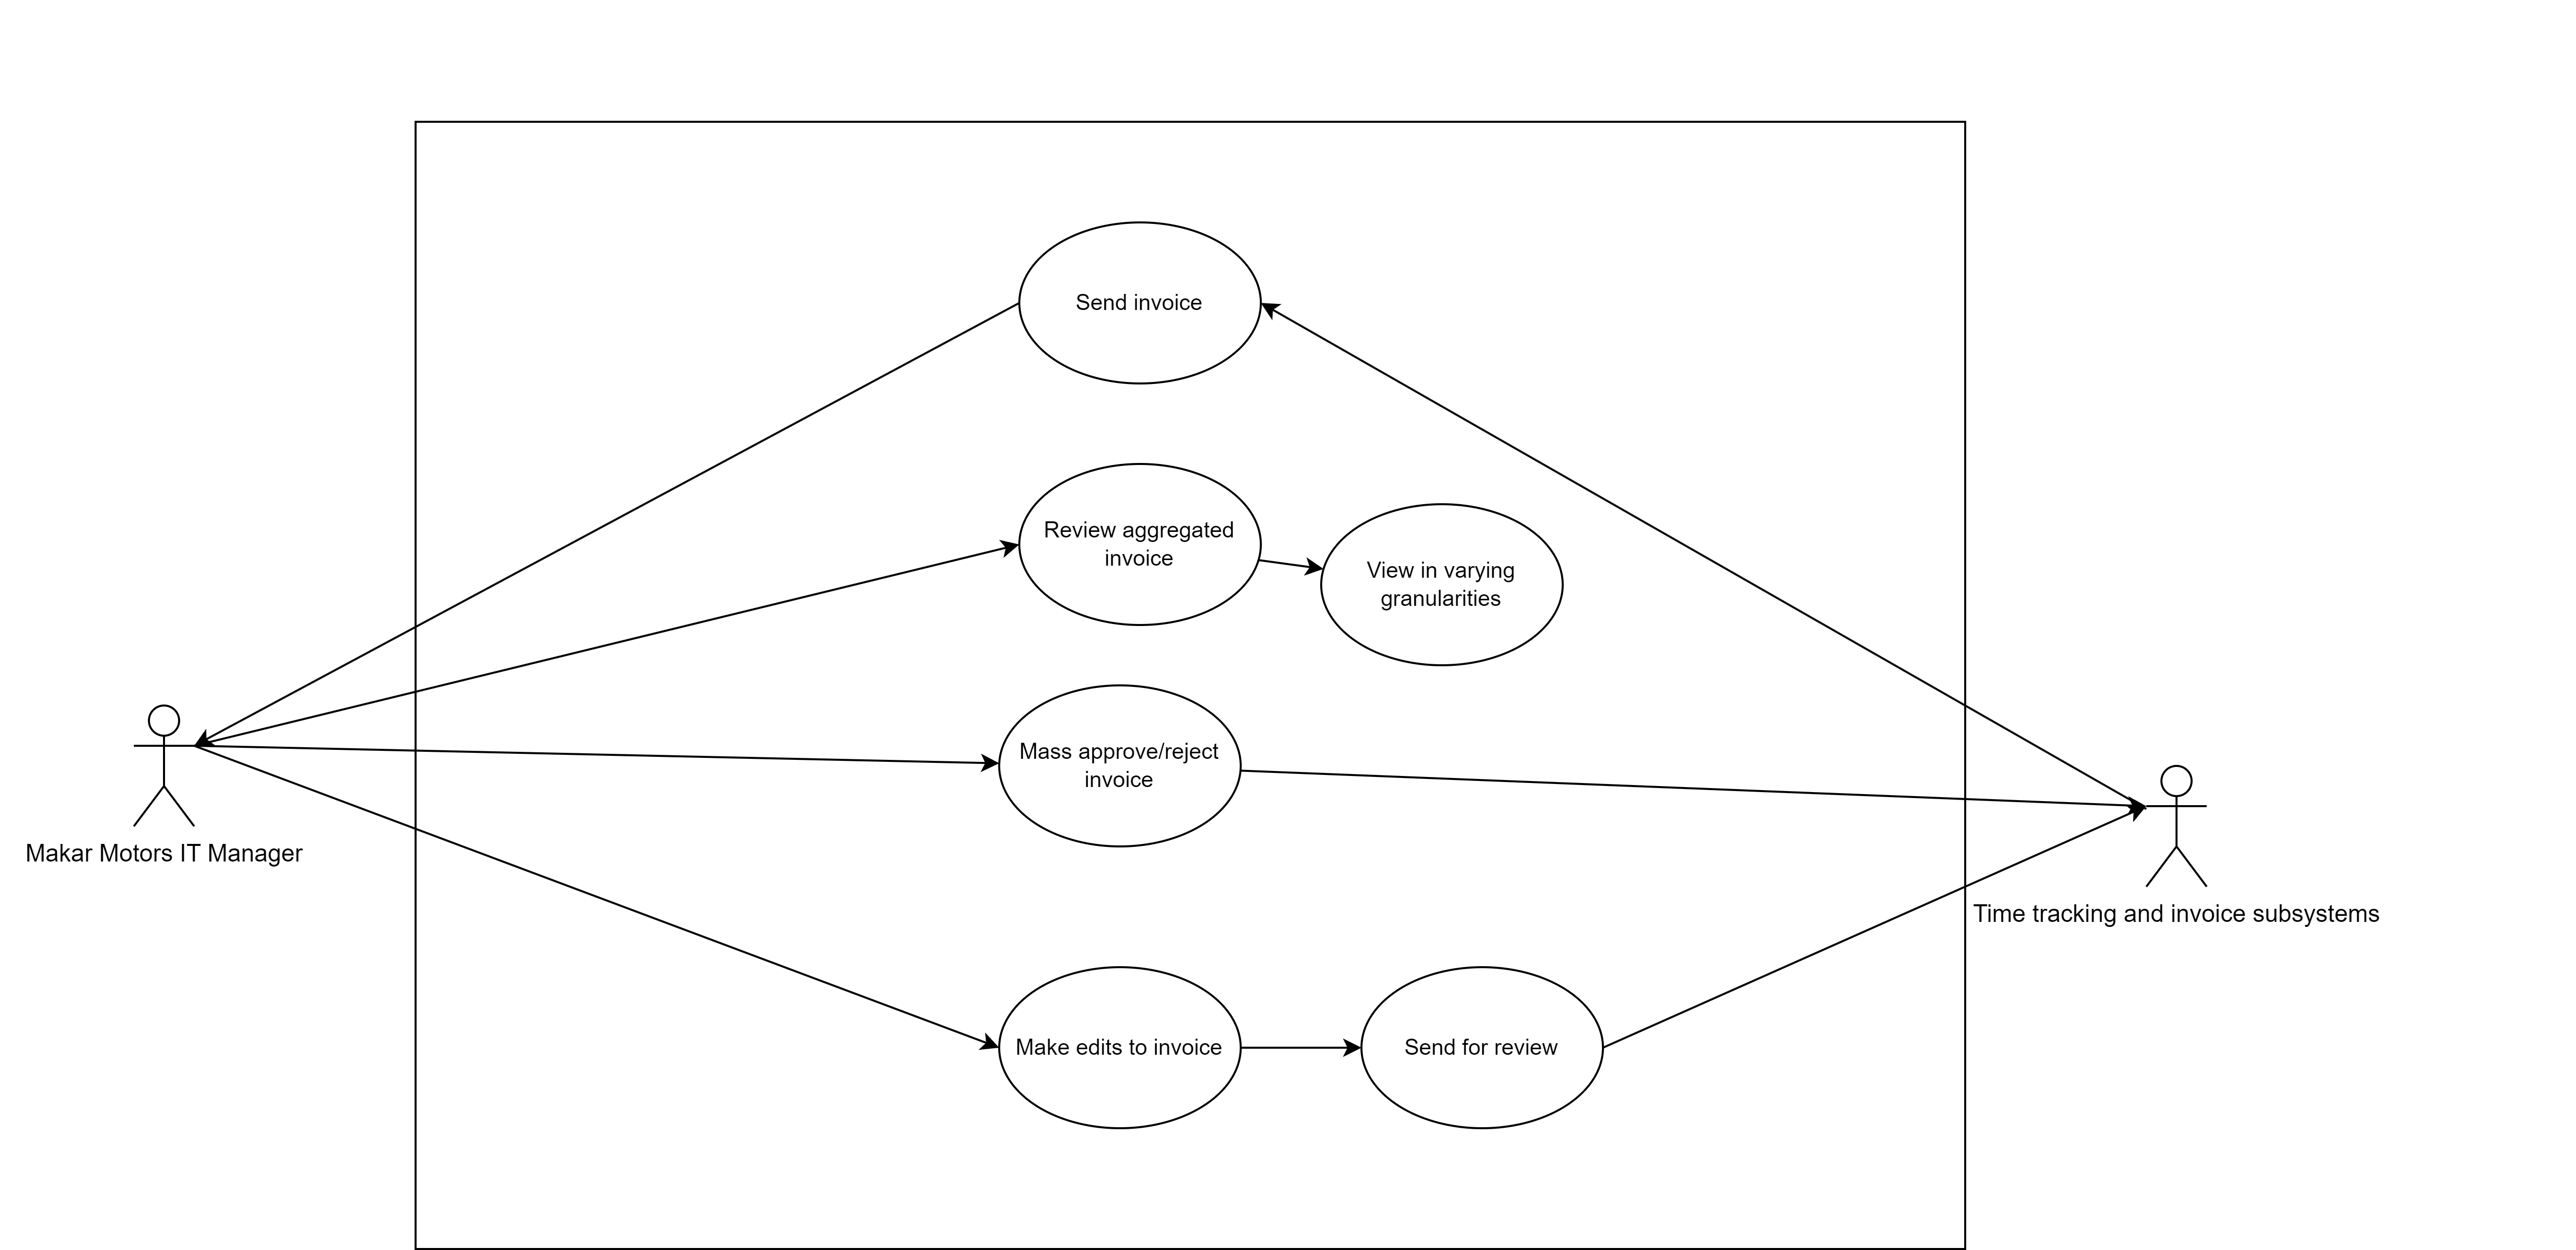 Send invoice
Review aggregated
invoice
View in varying
granularities
Mass approve/reject
invoice
Makar Motors IT Manager
Time tracking and invoice subsystems
Make edits to invoice
Send for review